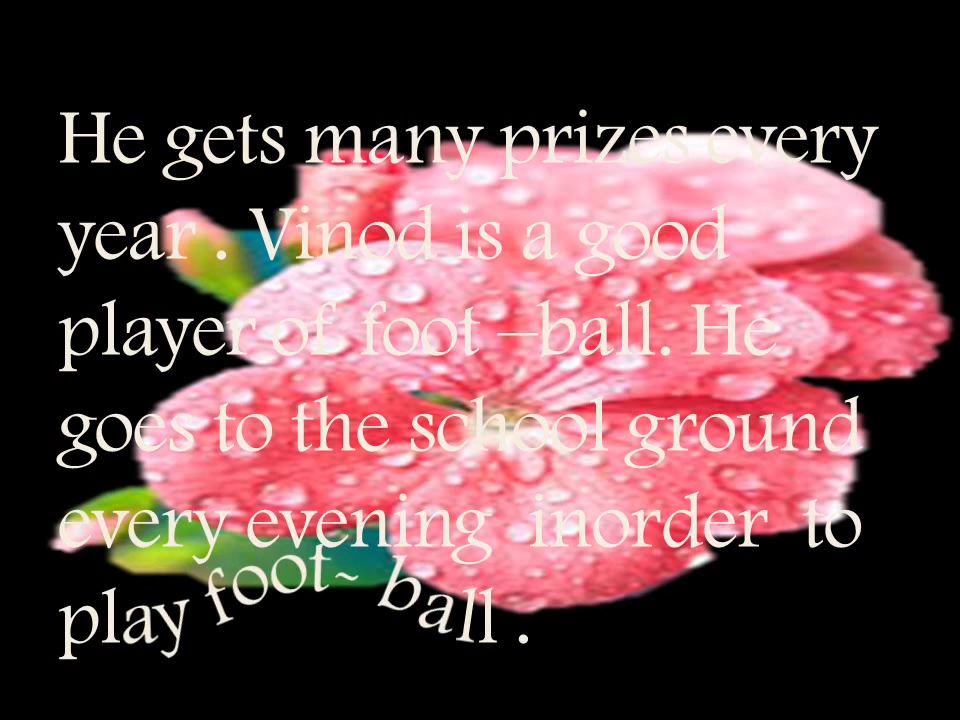 He gets many prizes every
year . Vinod is a good
player of foot –ball. He
goes to the school ground
every evening inorder to
play foot~ ball .